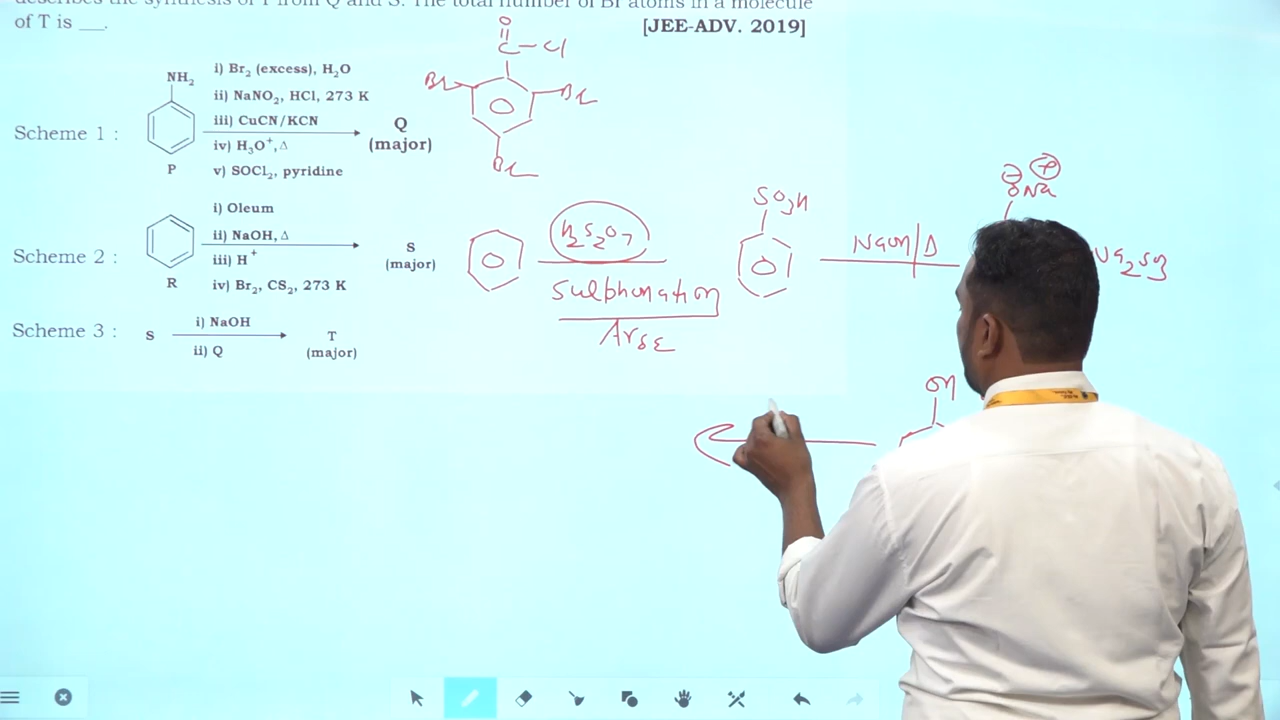 describes the synthesis of T from Q and S. The total number of Br atoms in a molecule
of T is ___.
[JEE-ADV. 2019]
Scheme 1 :
NH₂
P
i) Br₂ (excess), H₂O
ii) NaNO₂, HCl, 273 K
iii) CuCN/KCN
iv) H₃O⁺, Δ
v) SOCl₂, pyridine
Q
(major)
O
C-Cl
Br
Br
Br
Scheme 2 :
R
i) Oleum
ii) NaOH, Δ
iii) H⁺
iv) Br₂, CS₂, 273 K
S
(major)
H₂S₂O₇
Sulphonation
ArSE
SO₃H
NaOH/Δ
⊖ ⊕
ONa
Na₂SO₃
OH
Scheme 3 :
S
i) NaOH
ii) Q
T
(major)